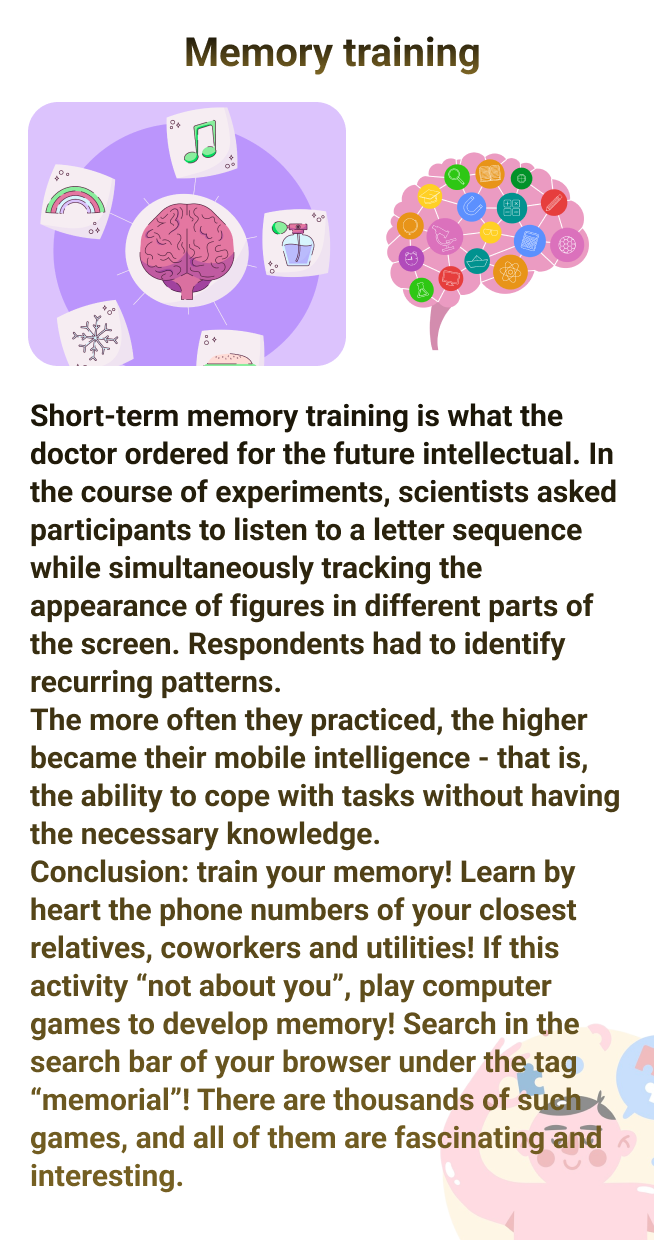 Memory training
Short-term memory training is what the
doctor ordered for the future intellectual. In
the course of experiments, scientists asked
participants to listen to a letter sequence
while simultaneously tracking the
appearance of figures in different parts of
the screen. Respondents had to identify
recurring patterns.
The more often they practiced, the higher
became their mobile intelligence - that is,
the ability to cope with tasks without having
the necessary knowledge.
Conclusion: train your memory! Learn by
heart the phone numbers of your closest
relatives, coworkers and utilities! If this
activity “not about you”, play computer
games to develop memory! Search in the
search bar of your browser under the tag
“memorial”! There are thousands of such
games, and all of them are fascinating and
interesting.